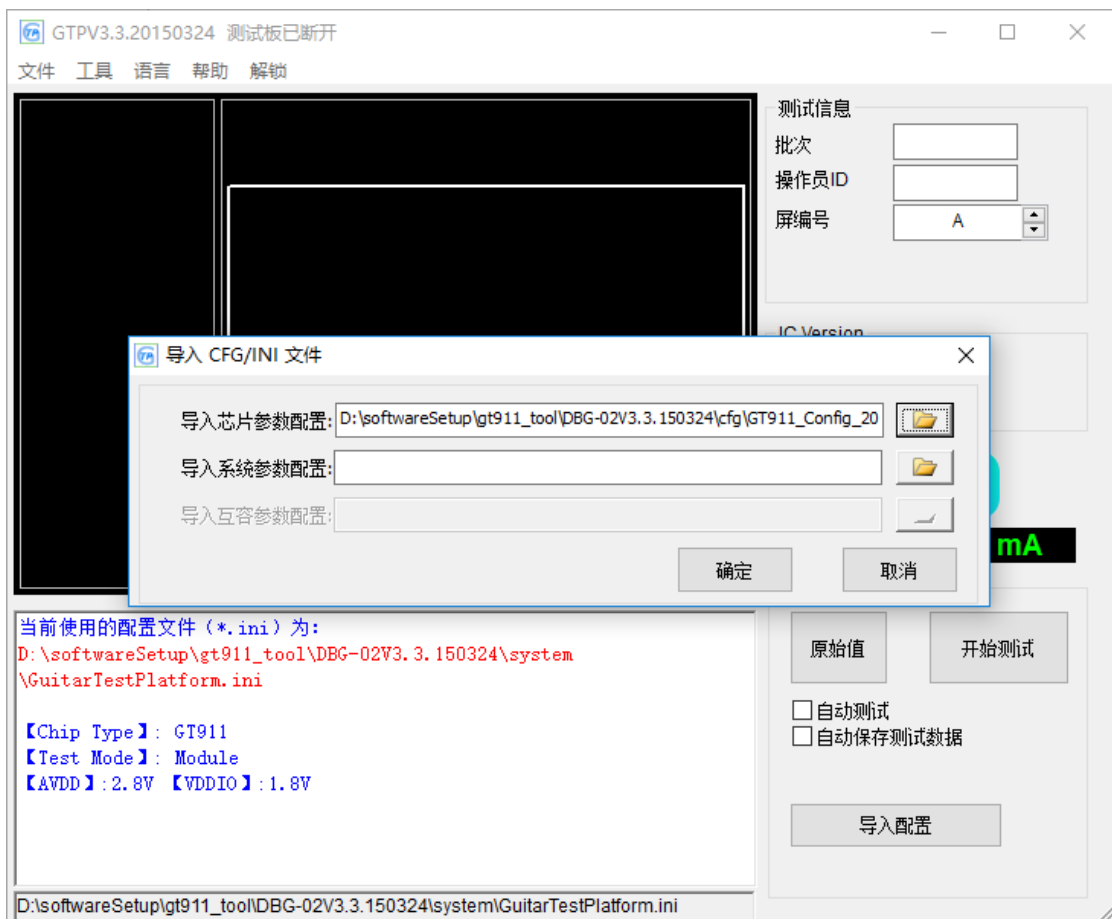 GTPV3.3.20150324 测试板已断开
文件 工具 语言 帮助 解锁
测试信息
批次
操作员ID
屏编号 A
IC Version
导入 CFG/INI 文件
导入芯片参数配置: D:\softwareSetup\gt911_tool\DBG-02V3.3.150324\cfg\GT911_Config_20
导入系统参数配置:
导入互容参数配置:
确定 取消
mA
当前使用的配置文件（*.ini）为:
D:\softwareSetup\gt911_tool\DBG-02V3.3.150324\system
\GuitarTestPlatform.ini
【Chip Type】: GT911
【Test Mode】: Module
【AVDD】:2.8V 【VDDIO】:1.8V
原始值 开始测试
自动测试
自动保存测试数据
导入配置
D:\softwareSetup\gt911_tool\DBG-02V3.3.150324\system\GuitarTestPlatform.ini